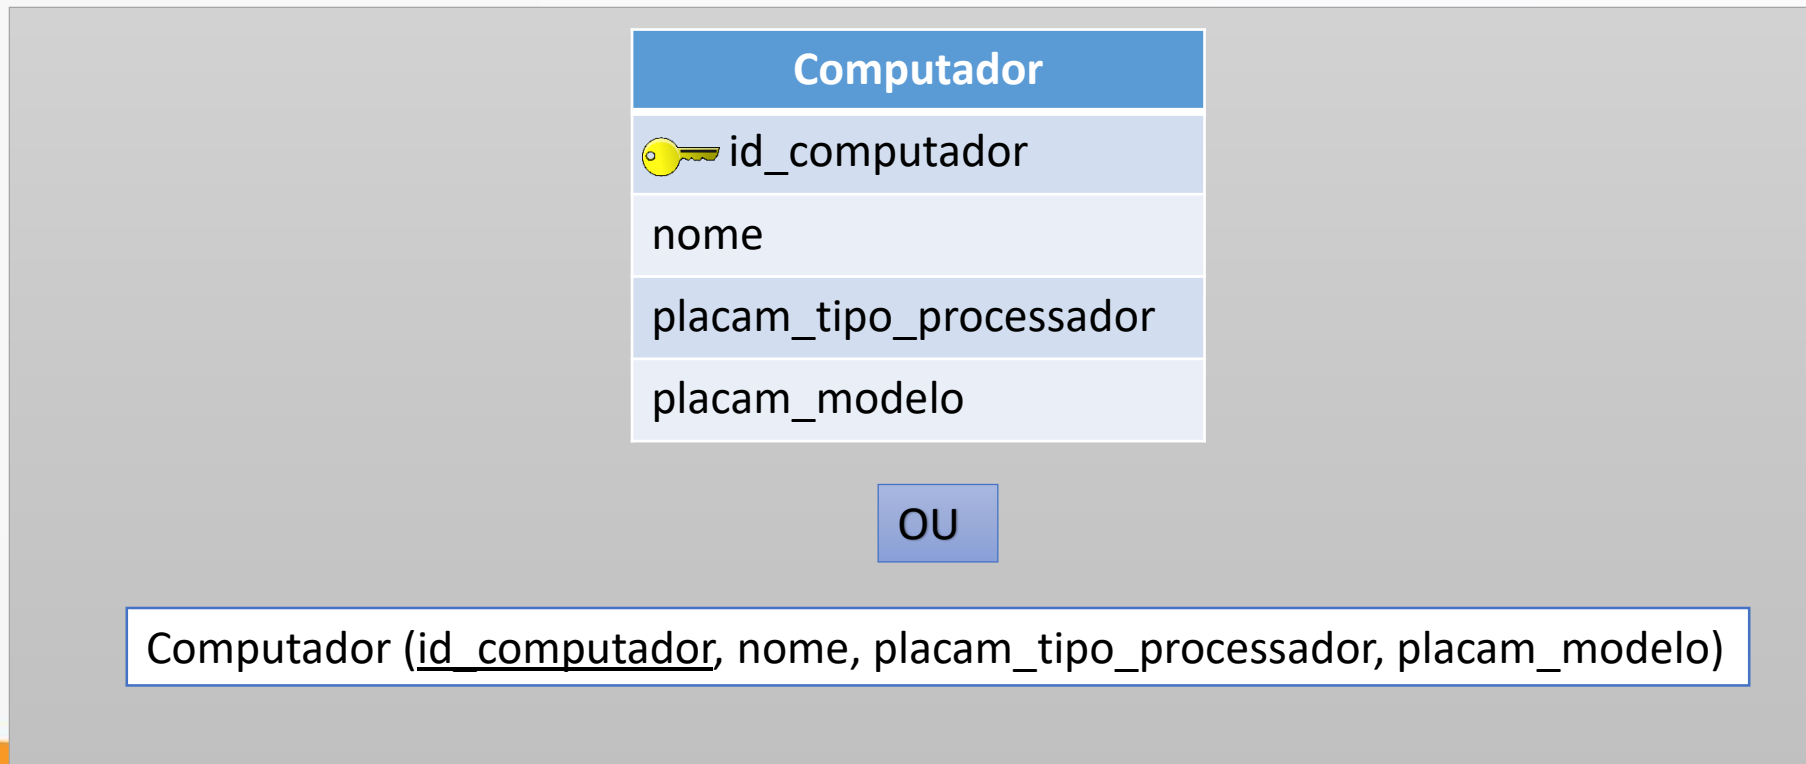 Computador
id_computador
nome
placam_tipo_processador
placam_modelo
OU
Computador (id_computador, nome, placam_tipo_processador, placam_modelo)